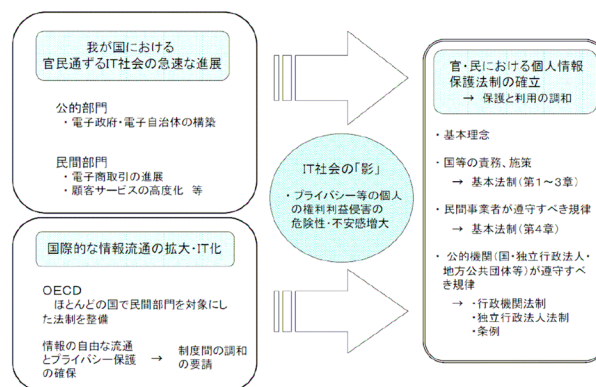 我が国における
官民通ずるIT社会の急速な進展
公的部門
・電子政府・電子自治体の構築
民間部門
・電子商取引の進展
・顧客サービスの高度化 等
国際的な情報流通の拡大・IT化
OECD
ほとんどの国で民間部門を対象にし
た法制を整備
情報の自由な流通
とプライバシー保護
の確保
→
制度間の調和
の要請
IT社会の「影」
・プライバシー等の個人
の権利利益侵害の
危険性・不安感増大
官・民における個人情報
保護法制の確立
→ 保護と利用の調和
・基本理念
・国等の責務、施策
→ 基本法制(第1~3章)
・民間事業者が遵守すべき規律
→ 基本法制(第4章)
・公的機関(国・独立行政法人・
地方公共団体等)が遵守すべ
き規律
→ ・行政機関法制
・独立行政法人法制
・条例